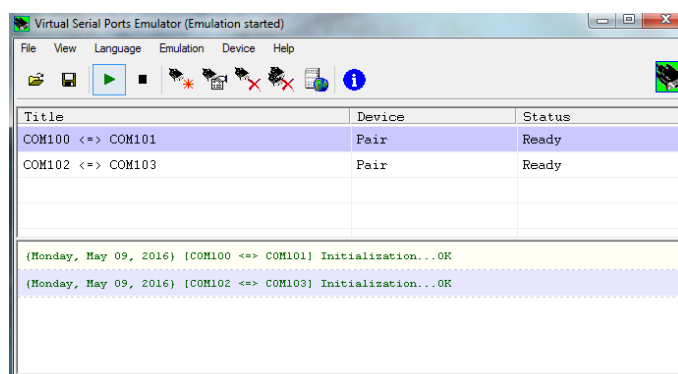 Virtual Serial Ports Emulator (Emulation started)
File View Language Emulation Device Help
Title Device Status
COM100 <=> COM101 Pair Ready
COM102 <=> COM103 Pair Ready
{Monday, May 09, 2016} [COM100 <=> COM101] Initialization...OK
{Monday, May 09, 2016} [COM102 <=> COM103] Initialization...OK